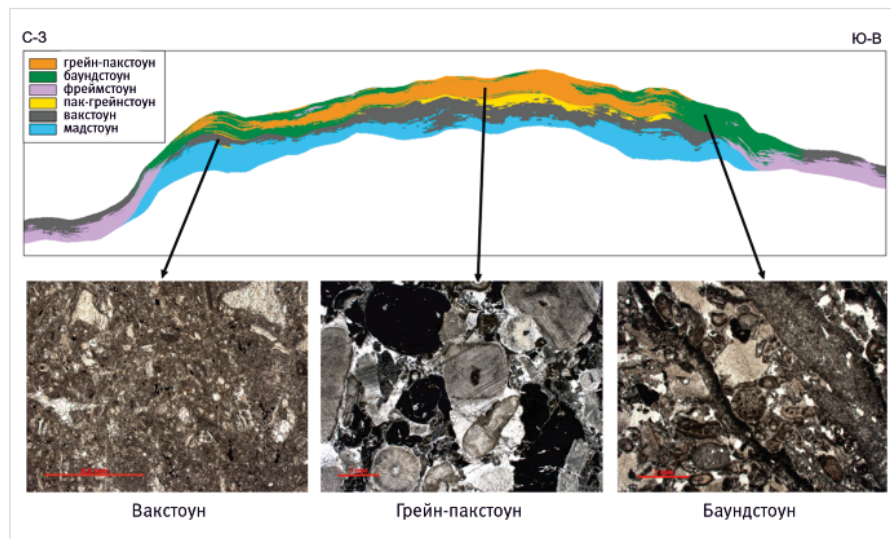 С-З
Ю-В
грейн-пакстоун
баундстоун
фреймстоун
пак-грейнстоун
вакстоун
мадстоун
Вакстоун
Грейн-пакстоун
Баундстоун